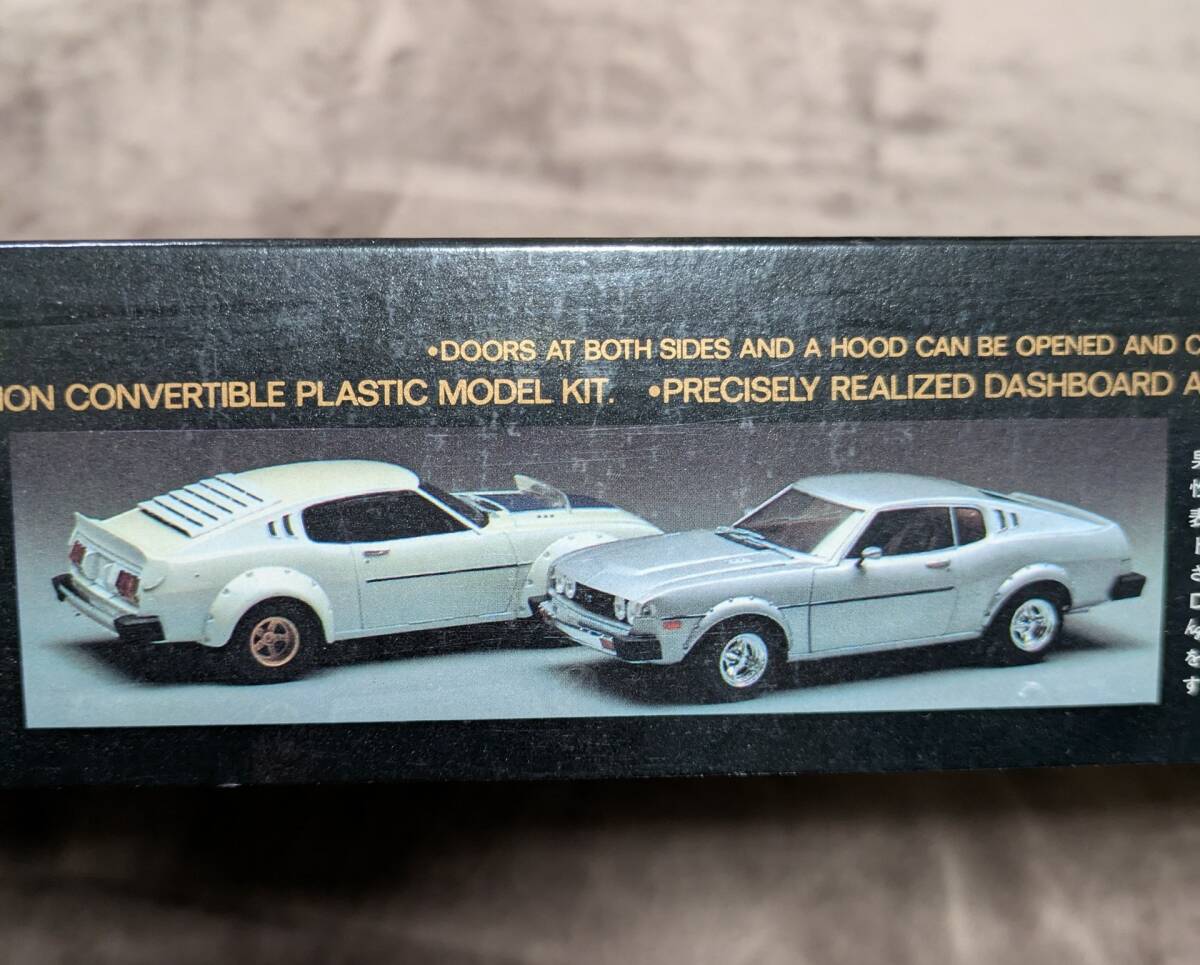 •DOORS AT BOTH SIDES AND A HOOD CAN BE OPENED AND C
ION CONVERTIBLE PLASTIC MODEL KIT. •PRECISELY REALIZED DASHBOARD A